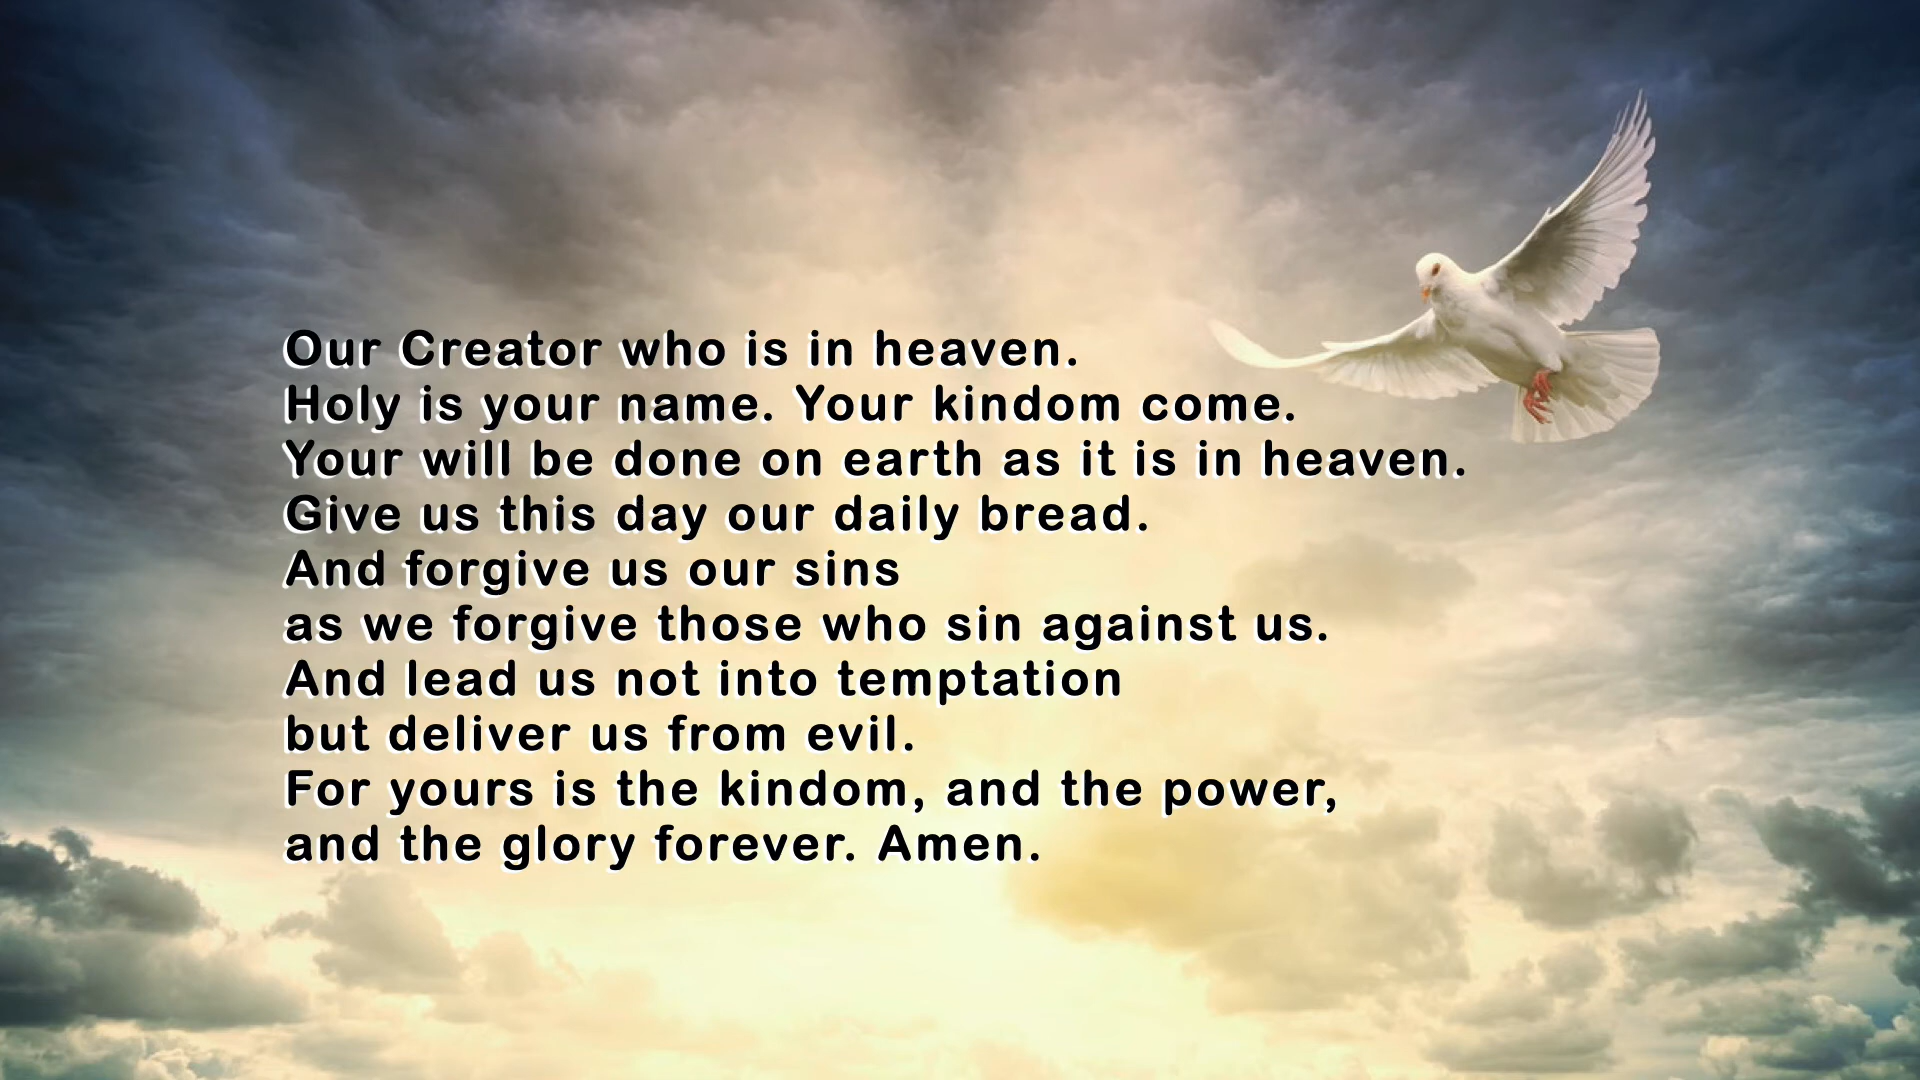 Our Creator who is in heaven.
Holy is your name. Your kindom come.
Your will be done on earth as it is in heaven.
Give us this day our daily bread.
And forgive us our sins
as we forgive those who sin against us.
And lead us not into temptation
but deliver us from evil.
For yours is the kindom, and the power,
and the glory forever. Amen.